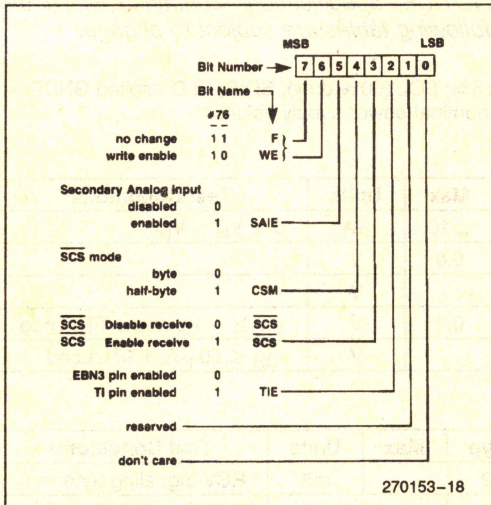 MSB LSB
Bit Number 7 6 5 4 3 2 1 0
Bit Name
#76
no change 1 1 F
write enable 1 0 WE
Secondary Analog input
disabled 0
enabled 1 SAIE
SCS mode
byte 0
half-byte 1 CSM
SCS Disable receive 0 SCS
SCS Enable receive 1 SCS
EBN3 pin enabled 0
TI pin enabled 1 TIE
reserved
don't care
270153-18